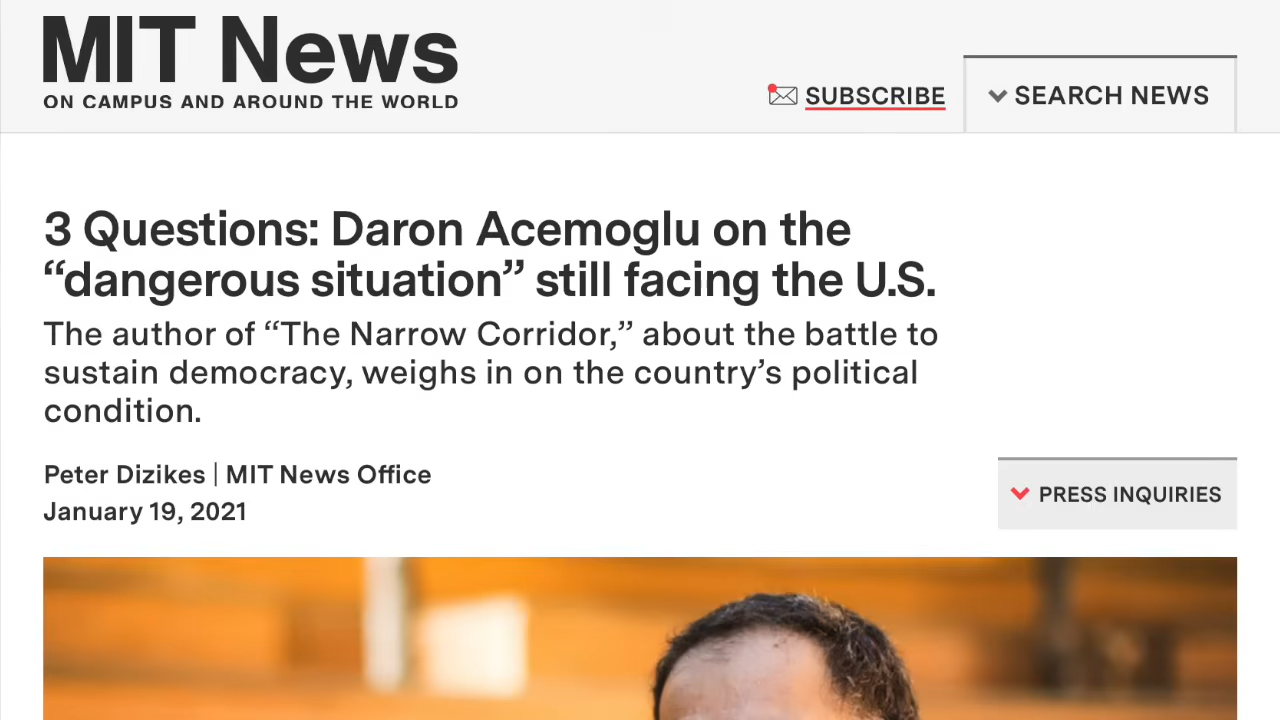 MIT News
ON CAMPUS AND AROUND THE WORLD
SUBSCRIBE
SEARCH NEWS
3 Questions: Daron Acemoglu on the
“dangerous situation” still facing the U.S.
The author of “The Narrow Corridor,” about the battle to
sustain democracy, weighs in on the country’s political
condition.
Peter Dizikes | MIT News Office
January 19, 2021
PRESS INQUIRIES